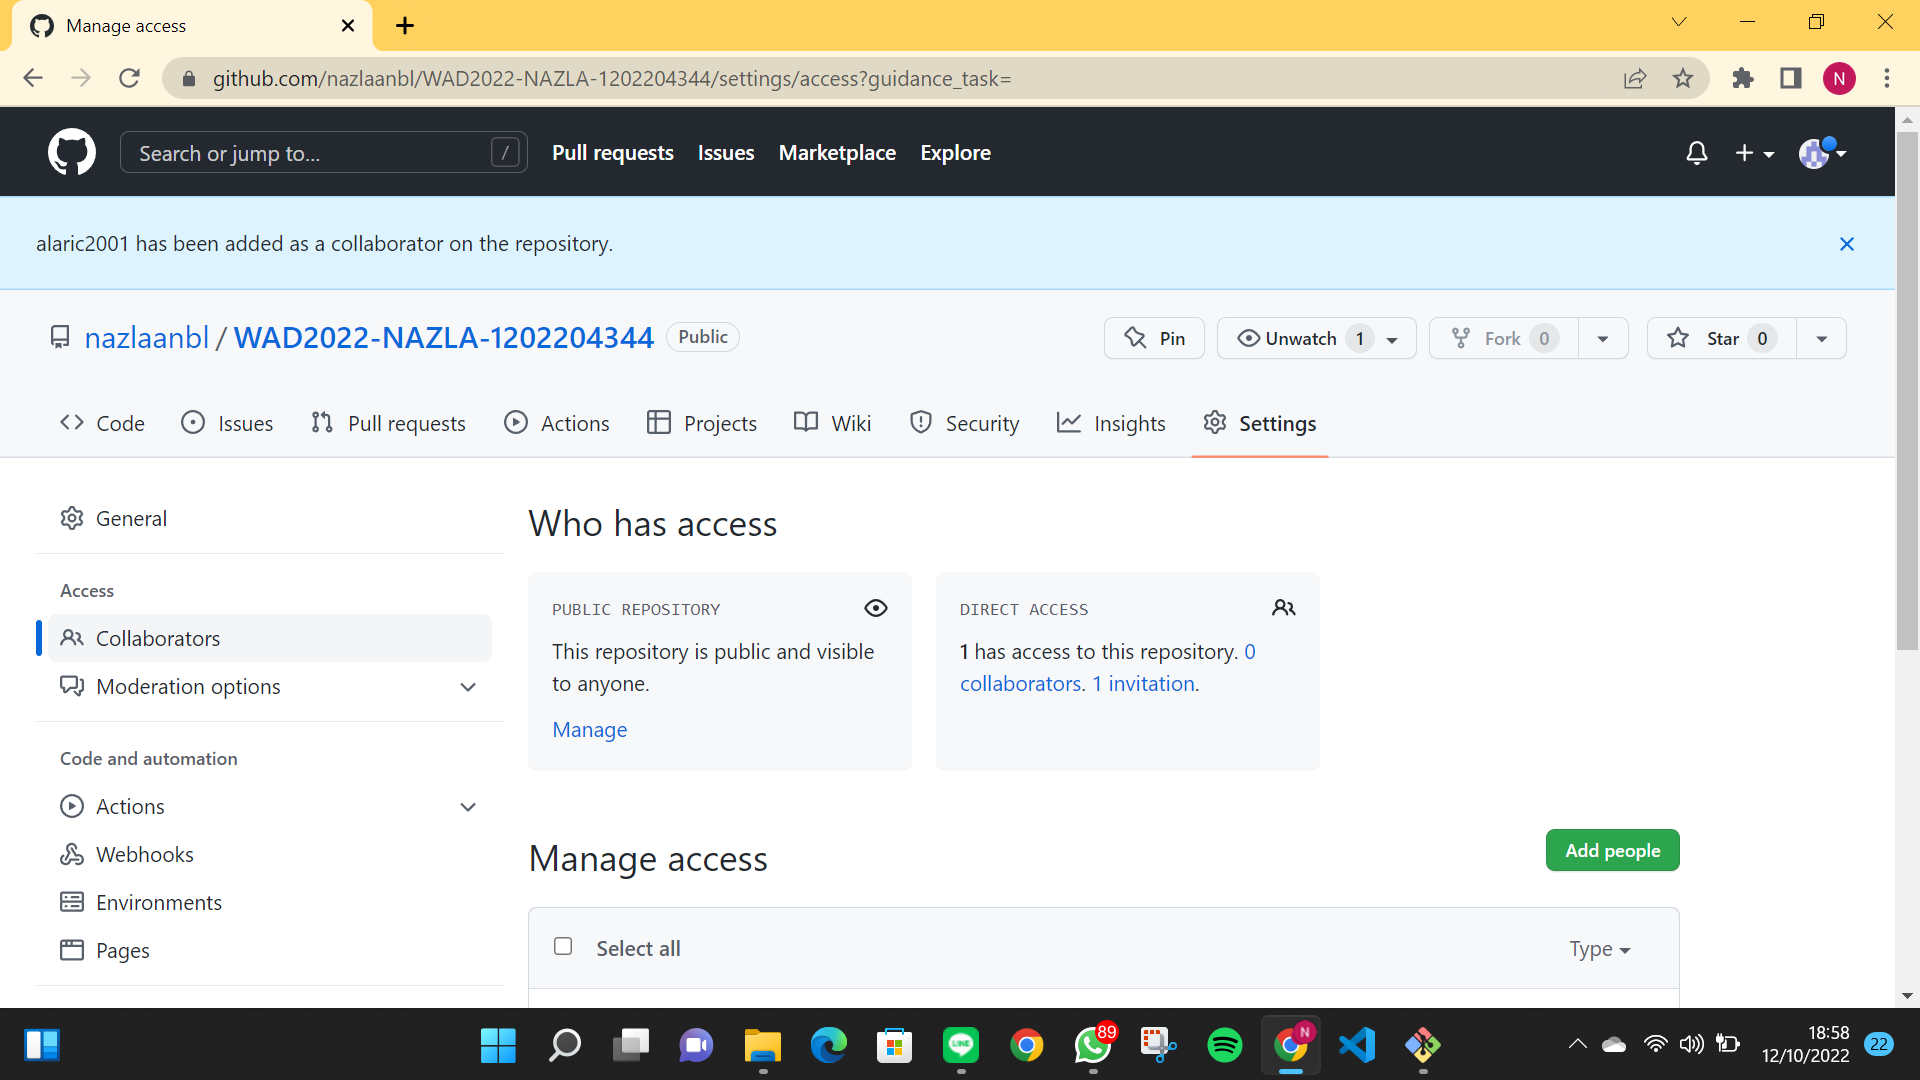 Manage access
github.com/nazlaanbl/WAD2022-NAZLA-1202204344/settings/access?guidance_task=
N
Search or jump to...
/
Pull requests
Issues
Marketplace
Explore
alaric2001 has been added as a collaborator on the repository.
nazlaanbl / WAD2022-NAZLA-1202204344
Public
Pin
Unwatch 1
Fork 0
Star 0
Code
Issues
Pull requests
Actions
Projects
Wiki
Security
Insights
Settings
General
Access
Collaborators
Moderation options
Code and automation
Actions
Webhooks
Environments
Pages
Who has access
PUBLIC REPOSITORY
This repository is public and visible
to anyone.
Manage
DIRECT ACCESS
1 has access to this repository. 0
collaborators. 1 invitation.
Manage access
Add people
Select all
Type
LINE
89
N
18:58
12/10/2022
22